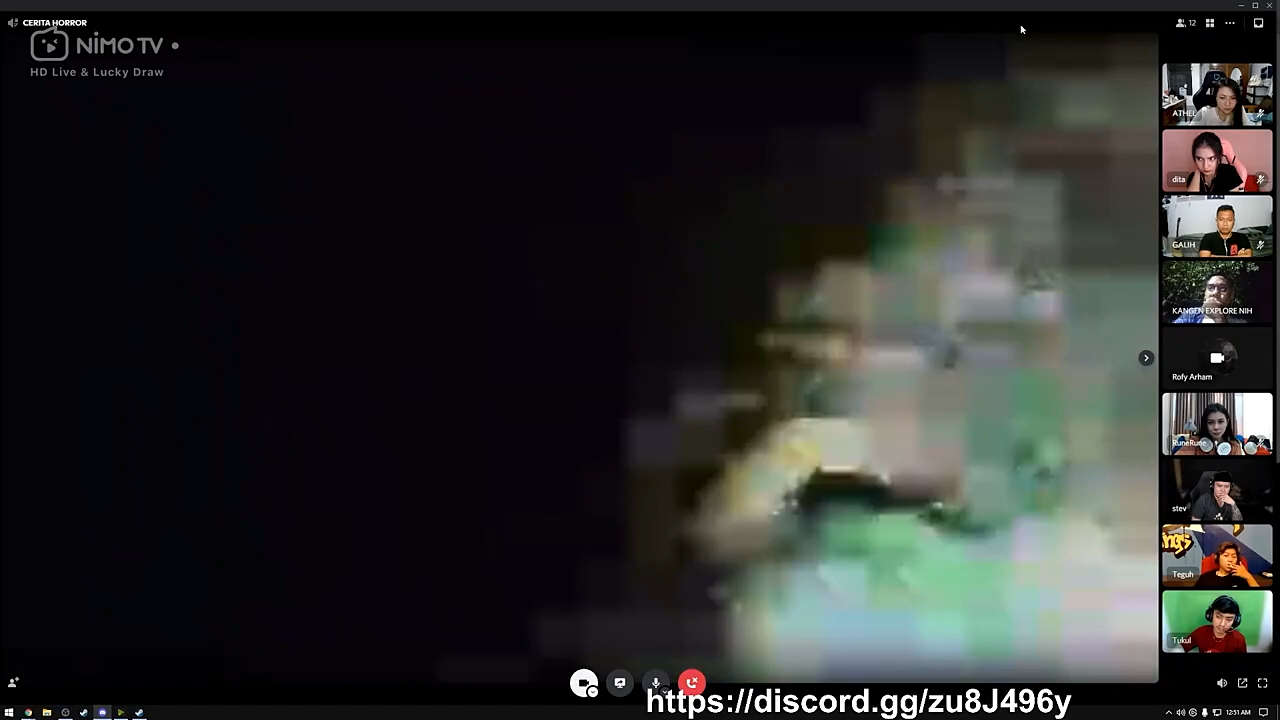 CERITA HORROR
12
NiMO TV
HD Live & Lucky Draw
ATHEL
dita
GALIH
KANGEN EXPLORE NIH
Rofy Arham
RuneRune
stev
Teguh
Tukul
https://discord.gg/zu8J496y
12:51 AM